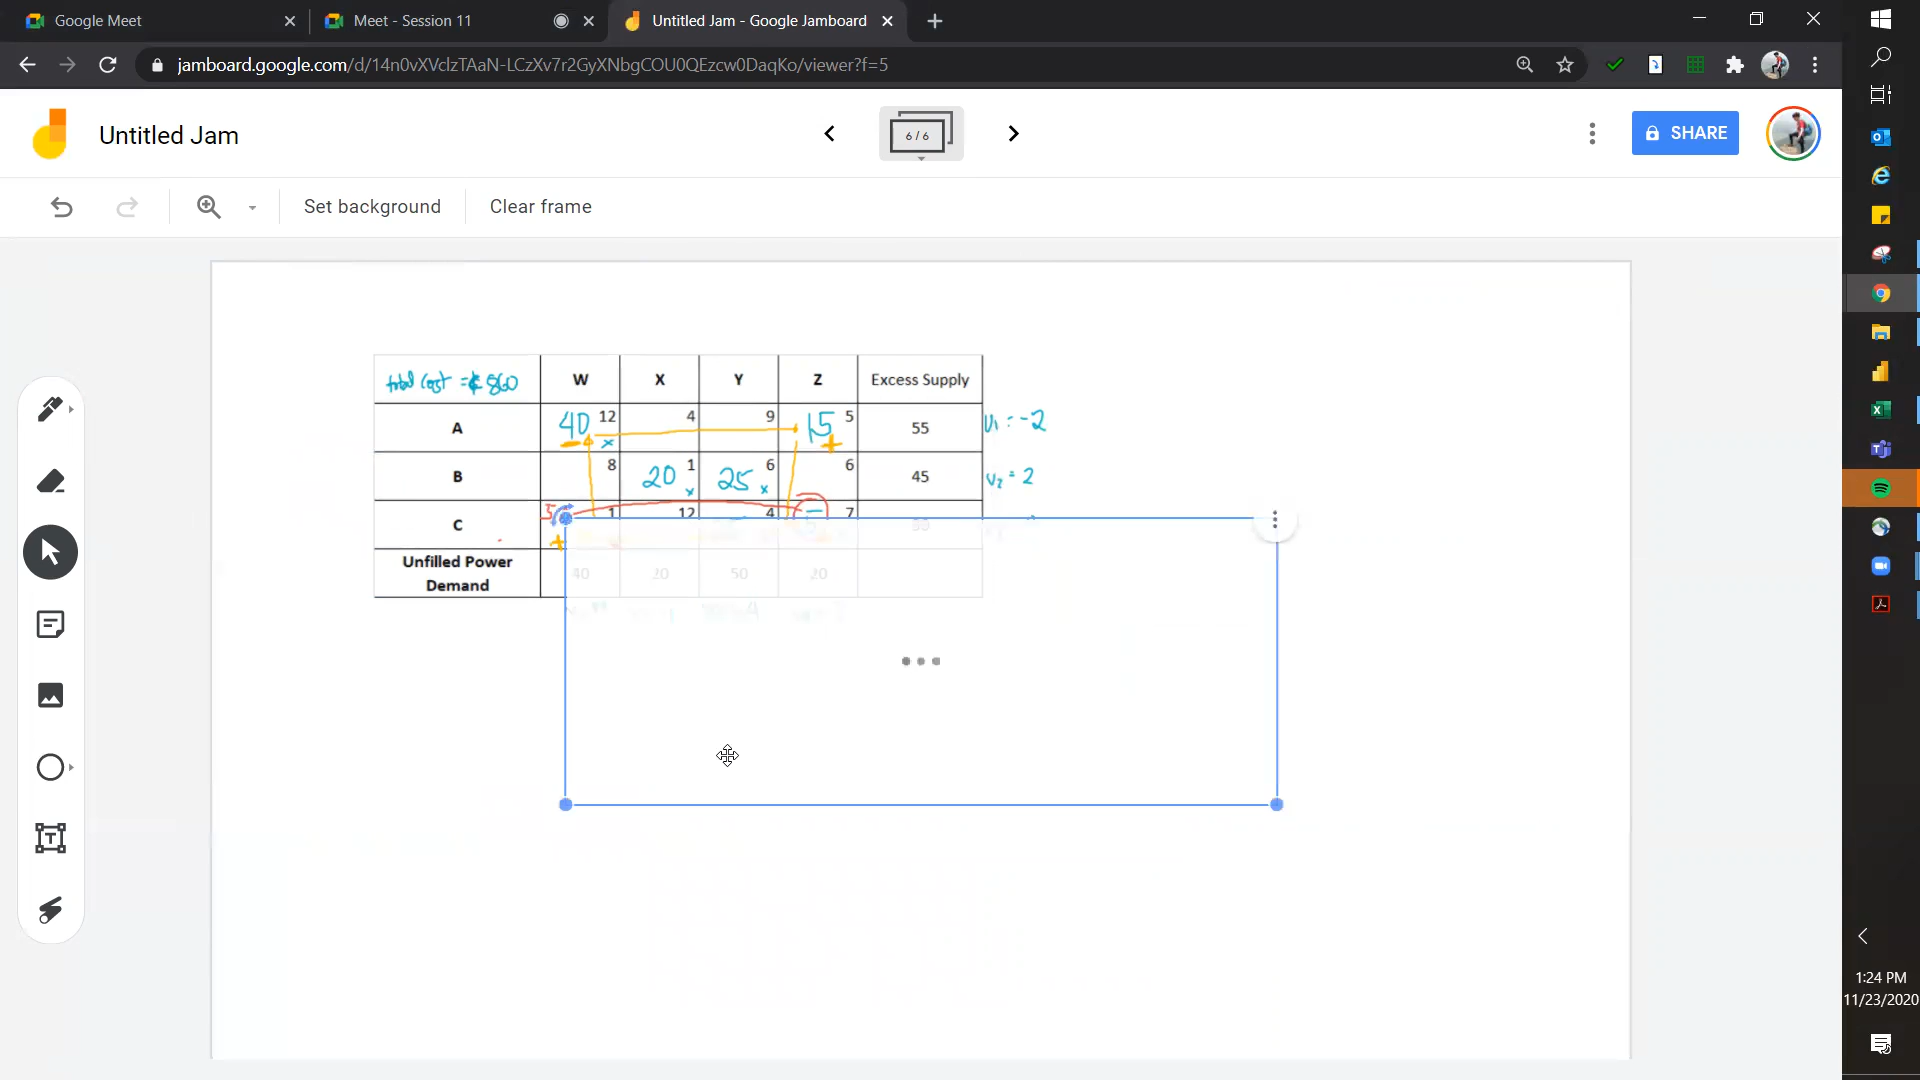 Google Meet
Meet - Session 11
Untitled Jam - Google Jamboard
jamboard.google.com/d/14n0vXVclzTAaN-LCzXv7r2GyXNbgCOU0QEzcw0DaqKo/viewer?f=5
Untitled Jam
6 / 6
SHARE
Set background
Clear frame
total cost = ¢ 860
W X Y Z Excess Supply
A 40 12 4 9 15 5 55 v₁ = -2
B 8 20 1 25 6 6 45 v₂ = 2
C 1 12 4 7
Unfilled Power
Demand
40 20 50 20
1:24 PM
11/23/2020